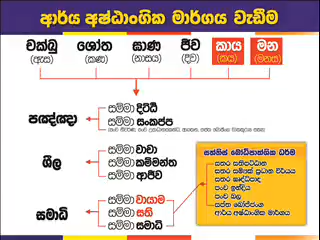 ආර්ය අෂ්ඨාංගික මාර්ගය වැඩීම
චක්ඛු ශෝත ඝාණ ජීව කාය මන
(ඇස) (කණ) (නාසය) (දිව) (කය) (මනස)
පඤ්ඤා
සම්මා දිට්ඨි
සම්මා සංකප්ප
ශීල
සම්මා වාචා
සම්මා කම්මන්ත
සම්මා ආජීව
සමාධි
සම්මා වායාම
සම්මා සති
සම්මා සමාධි
සත්තිස් බෝධිපාක්ශික ධර්ම
සතර සතිපට්ඨාන
සතර සම්‍යක් ප්‍රධාන වීර්යය
සතර ඍද්ධිපාද
පංච ඉන්ද්‍රිය
පංච බල
සප්ත බොජ්ඣංග
ආර්ය අෂ්ඨාංගික මාර්ගය